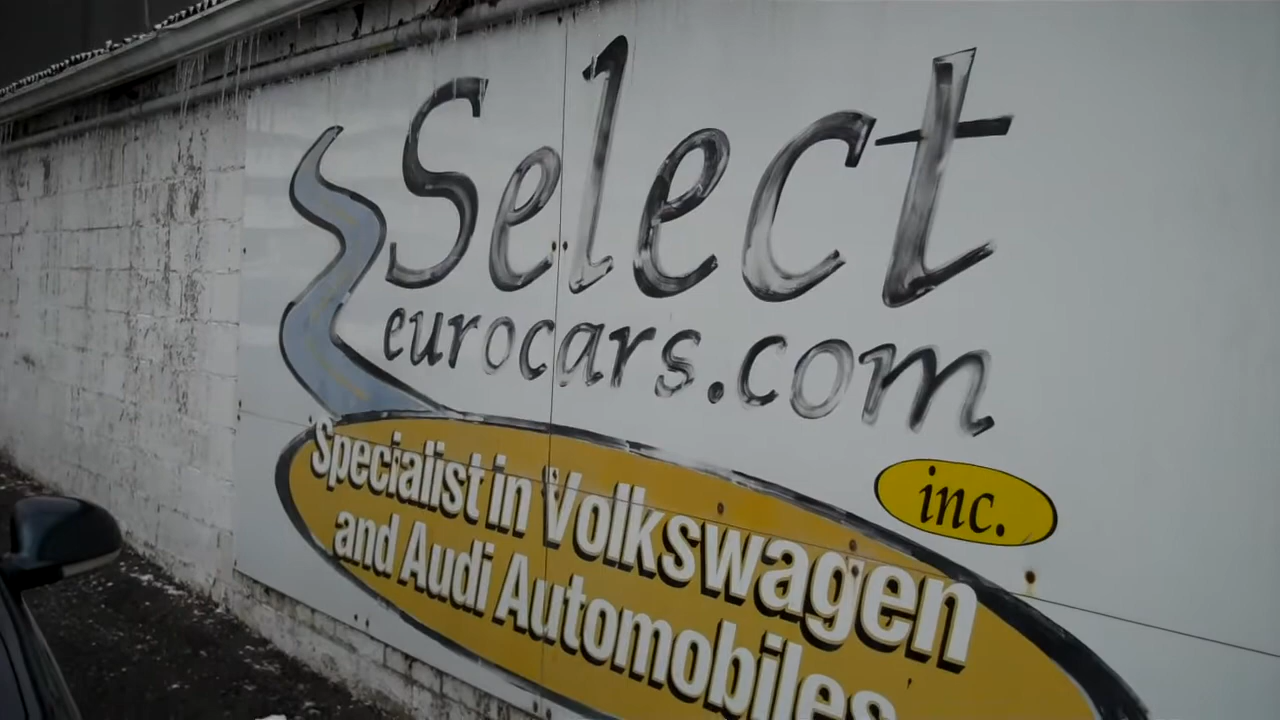 Select
eurocars.com
inc.
Specialist in Volkswagen
and Audi Automobiles